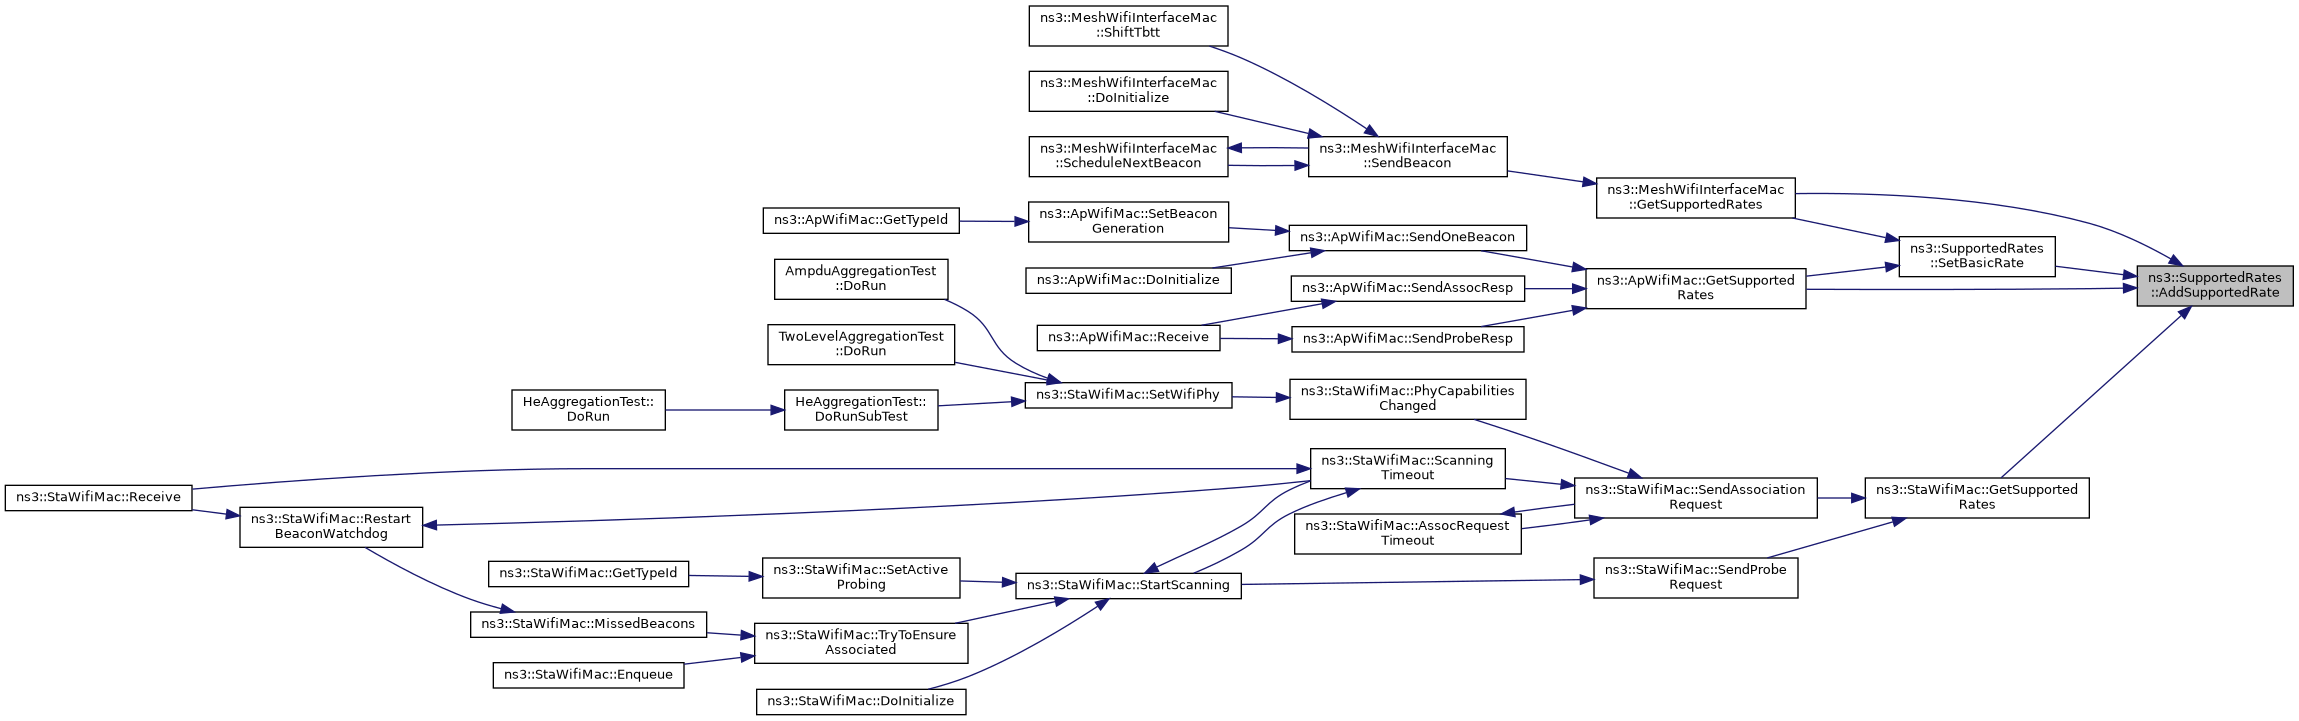 ns3::MeshWifiInterfaceMac
::ShiftTbtt
ns3::MeshWifiInterfaceMac
::DoInitialize
ns3::MeshWifiInterfaceMac
::ScheduleNextBeacon
ns3::MeshWifiInterfaceMac
::SendBeacon
ns3::MeshWifiInterfaceMac
::GetSupportedRates
ns3::ApWifiMac::GetTypeId
ns3::ApWifiMac::SetBeacon
Generation
ns3::ApWifiMac::SendOneBeacon
ns3::SupportedRates
::SetBasicRate
ns3::SupportedRates
::AddSupportedRate
AmpduAggregationTest
::DoRun
ns3::ApWifiMac::DoInitialize
ns3::ApWifiMac::SendAssocResp
ns3::ApWifiMac::GetSupported
Rates
TwoLevelAggregationTest
::DoRun
ns3::ApWifiMac::Receive
ns3::ApWifiMac::SendProbeResp
HeAggregationTest::
DoRun
HeAggregationTest::
DoRunSubTest
ns3::StaWifiMac::SetWifiPhy
ns3::StaWifiMac::PhyCapabilities
Changed
ns3::StaWifiMac::Scanning
Timeout
ns3::StaWifiMac::Receive
ns3::StaWifiMac::Restart
BeaconWatchdog
ns3::StaWifiMac::AssocRequest
Timeout
ns3::StaWifiMac::SendAssociation
Request
ns3::StaWifiMac::GetSupported
Rates
ns3::StaWifiMac::GetTypeId
ns3::StaWifiMac::SetActive
Probing
ns3::StaWifiMac::StartScanning
ns3::StaWifiMac::SendProbe
Request
ns3::StaWifiMac::MissedBeacons
ns3::StaWifiMac::TryToEnsure
Associated
ns3::StaWifiMac::Enqueue
ns3::StaWifiMac::DoInitialize